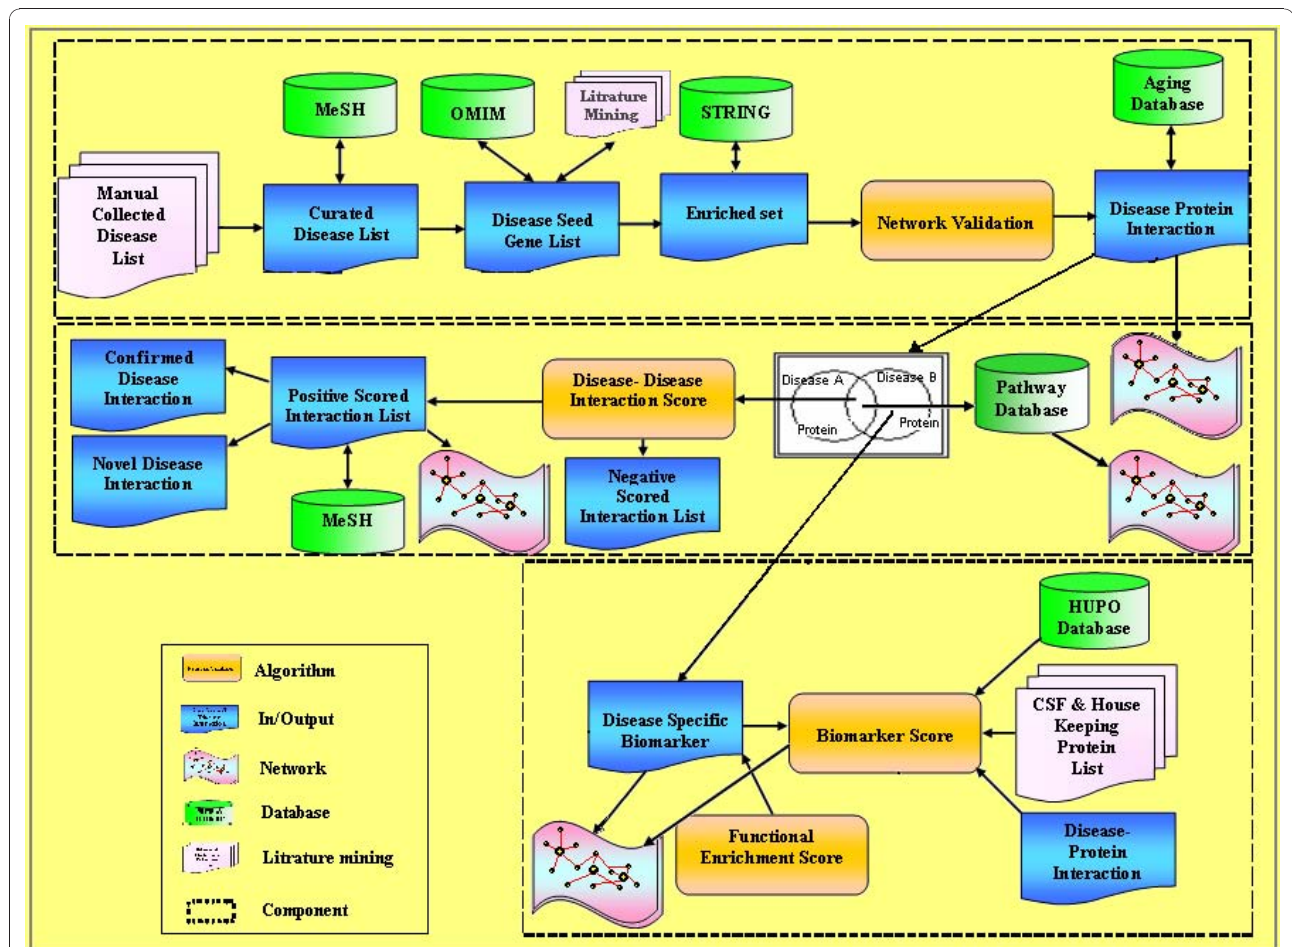 MeSH
OMIM
Litrature
Mining
STRING
Aging
Database
Manual
Collected
Disease
List
Curated
Disease List
Disease Seed
Gene List
Enriched set
Network Validation
Disease Protein
Interaction
Confirmed
Disease
Interaction
Positive Scored
Interaction List
Disease- Disease
Interaction Score
Disease A
Disease B
Protein
Protein
Pathway
Database
Novel Disease
Interaction
MeSH
Negative
Scored
Interaction List
HUPO
Database
Disease Specific
Biomarker
Biomarker Score
CSF & House
Keeping
Protein
List
Functional
Enrichment Score
Disease-
Protein
Interaction
Algorithm
In/Output
Network
Database
Litrature mining
Component